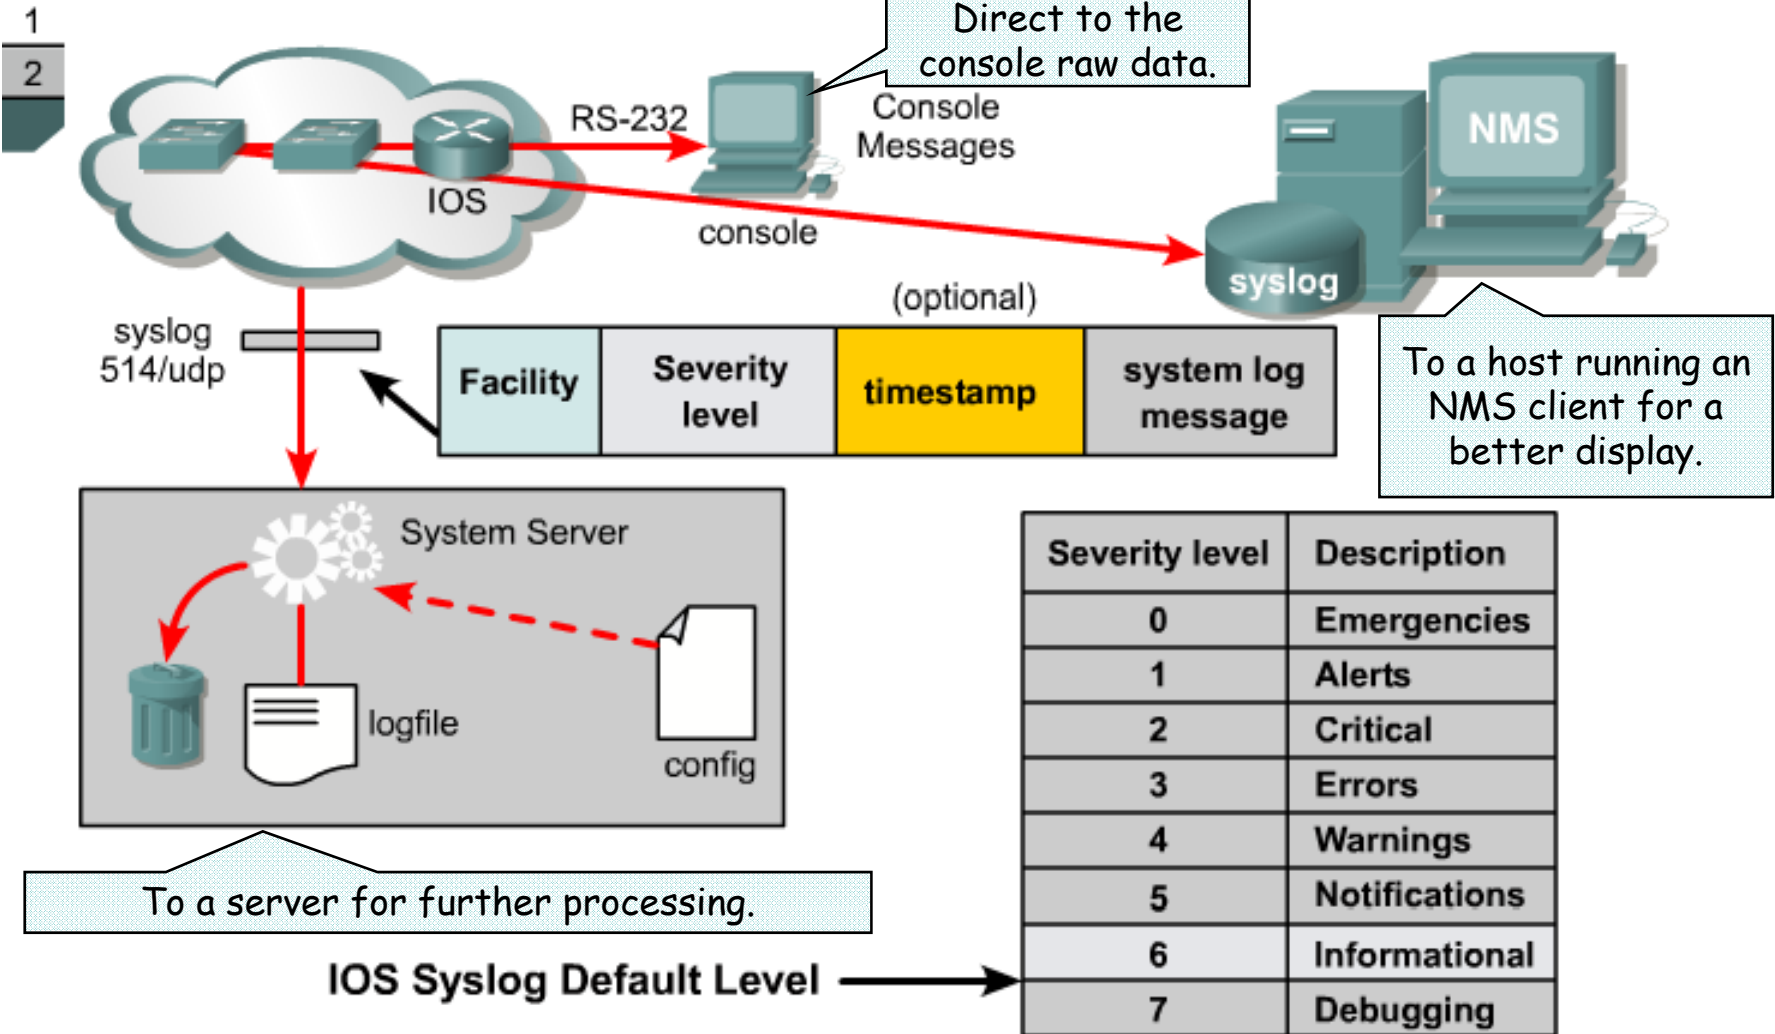 1
2
Direct to the
console raw data.
RS-232
Console
Messages
NMS
IOS
console
syslog
(optional)
syslog
514/udp
Facility
Severity
level
timestamp
system log
message
To a host running an
NMS client for a
better display.
System Server
logfile
config
To a server for further processing.
Severity level Description
0 Emergencies
1 Alerts
2 Critical
3 Errors
4 Warnings
5 Notifications
6 Informational
7 Debugging
IOS Syslog Default Level